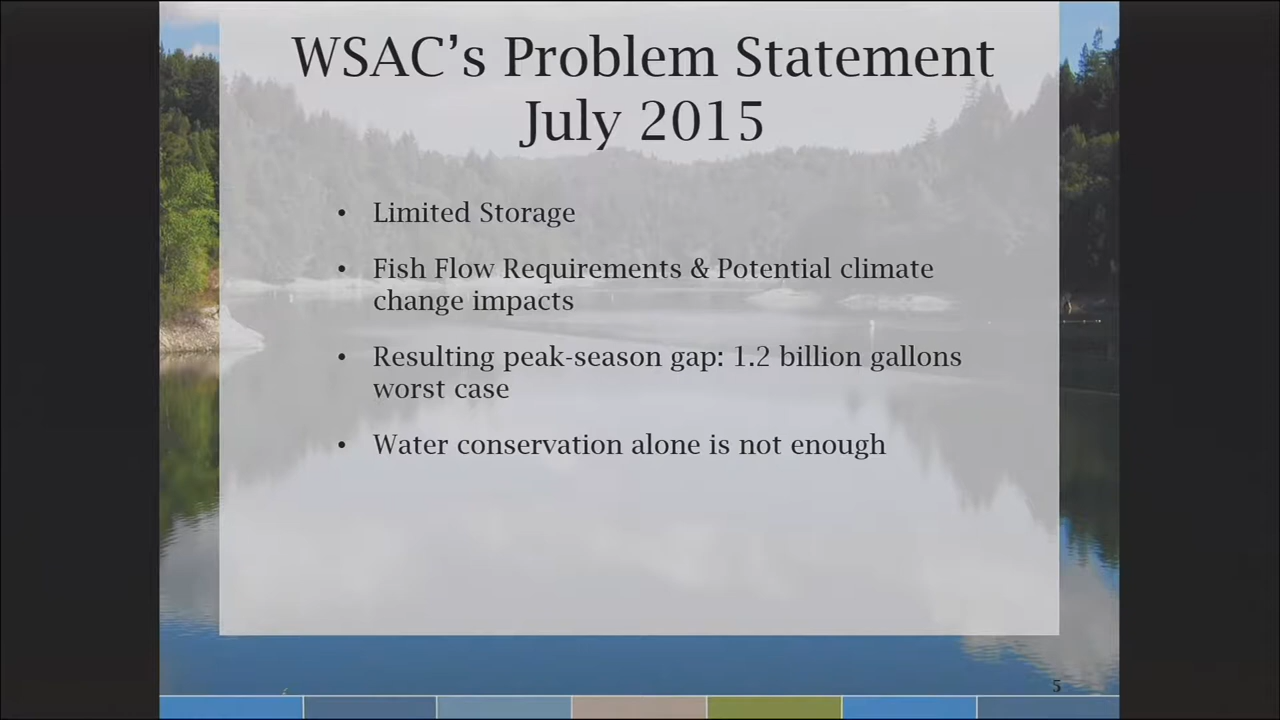 WSAC’s Problem Statement
July 2015
• Limited Storage
• Fish Flow Requirements & Potential climate
change impacts
• Resulting peak-season gap: 1.2 billion gallons
worst case
• Water conservation alone is not enough
5